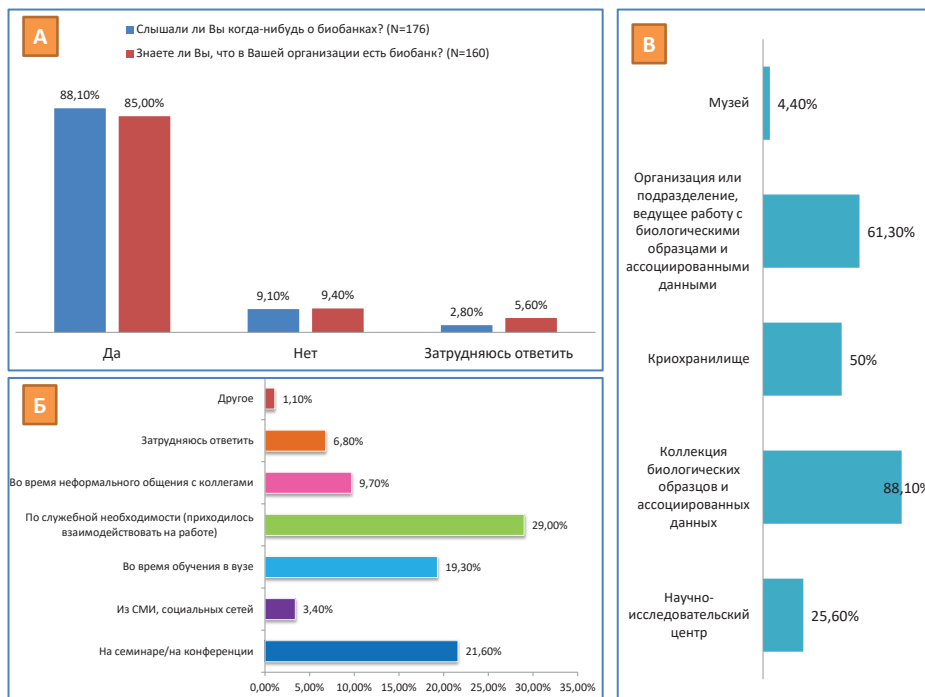 А
Слышали ли Вы когда-нибудь о биобанках? (N=176)
Знаете ли Вы, что в Вашей организации есть биобанк? (N=160)
88,10%
85,00%
9,10%
9,40%
2,80%
5,60%
Да
Нет
Затрудняюсь ответить
Б
Другое
1,10%
Затрудняюсь ответить
6,80%
Во время неформального общения с коллегами
9,70%
По служебной необходимости (приходилось
взаимодействовать на работе)
29,00%
Во время обучения в вузе
19,30%
Из СМИ, социальных сетей
3,40%
На семинаре/на конференции
21,60%
0,00%
5,00%
10,00%
15,00%
20,00%
25,00%
30,00%
35,00%
В
Музей
4,40%
Организация или
подразделение,
ведущее работу с
биологическими
образцами и
ассоциированными
данными
61,30%
Криохранилище
50%
Коллекция
биологических
образцов и
ассоциированных
данных
88,10%
Научно-
исследовательский
центр
25,60%